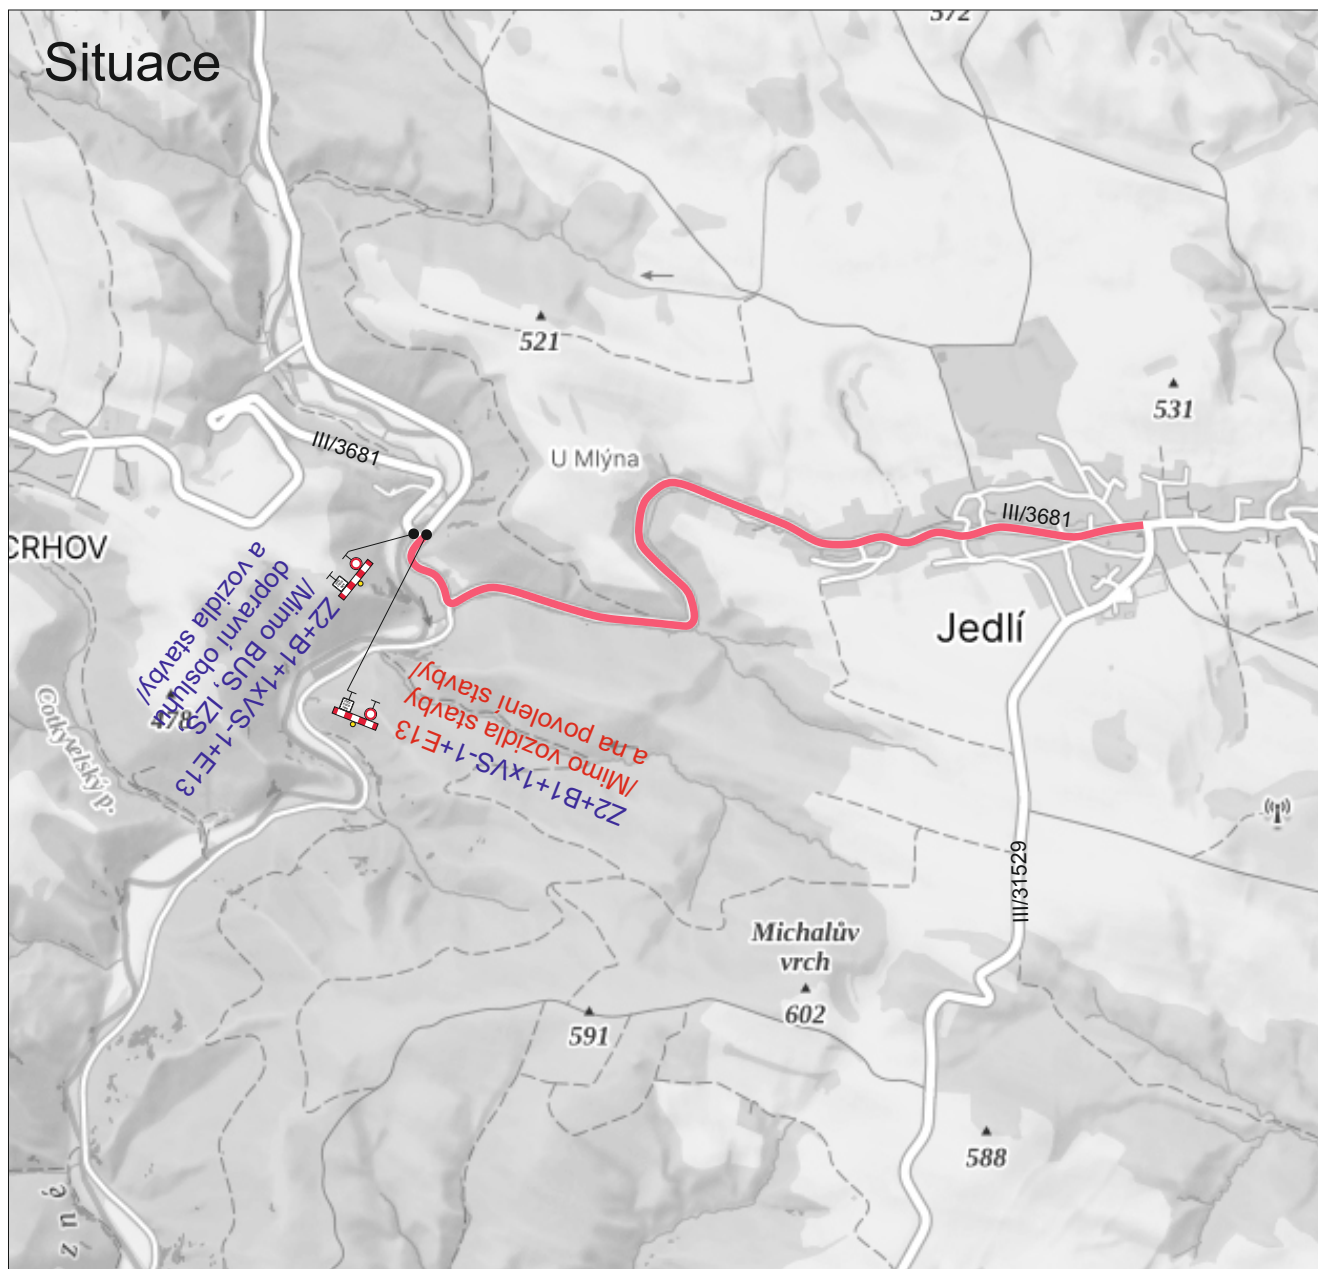 Situace
572
521
531
III/3681
U Mlýna
III/3681
CRHOV
Jedlí
Z2+B1+1xVS-1+E13
/Mimo BUS, IZS,
dopravní obsluhu
a vozidla stavby/
478
Cotkytelský p.
Z2+B1+1xVS-1+E13
/Mimo vozidla stavby
a na povolení stavby/
III/31529
Michalův
vrch
602
591
588
é
n
z